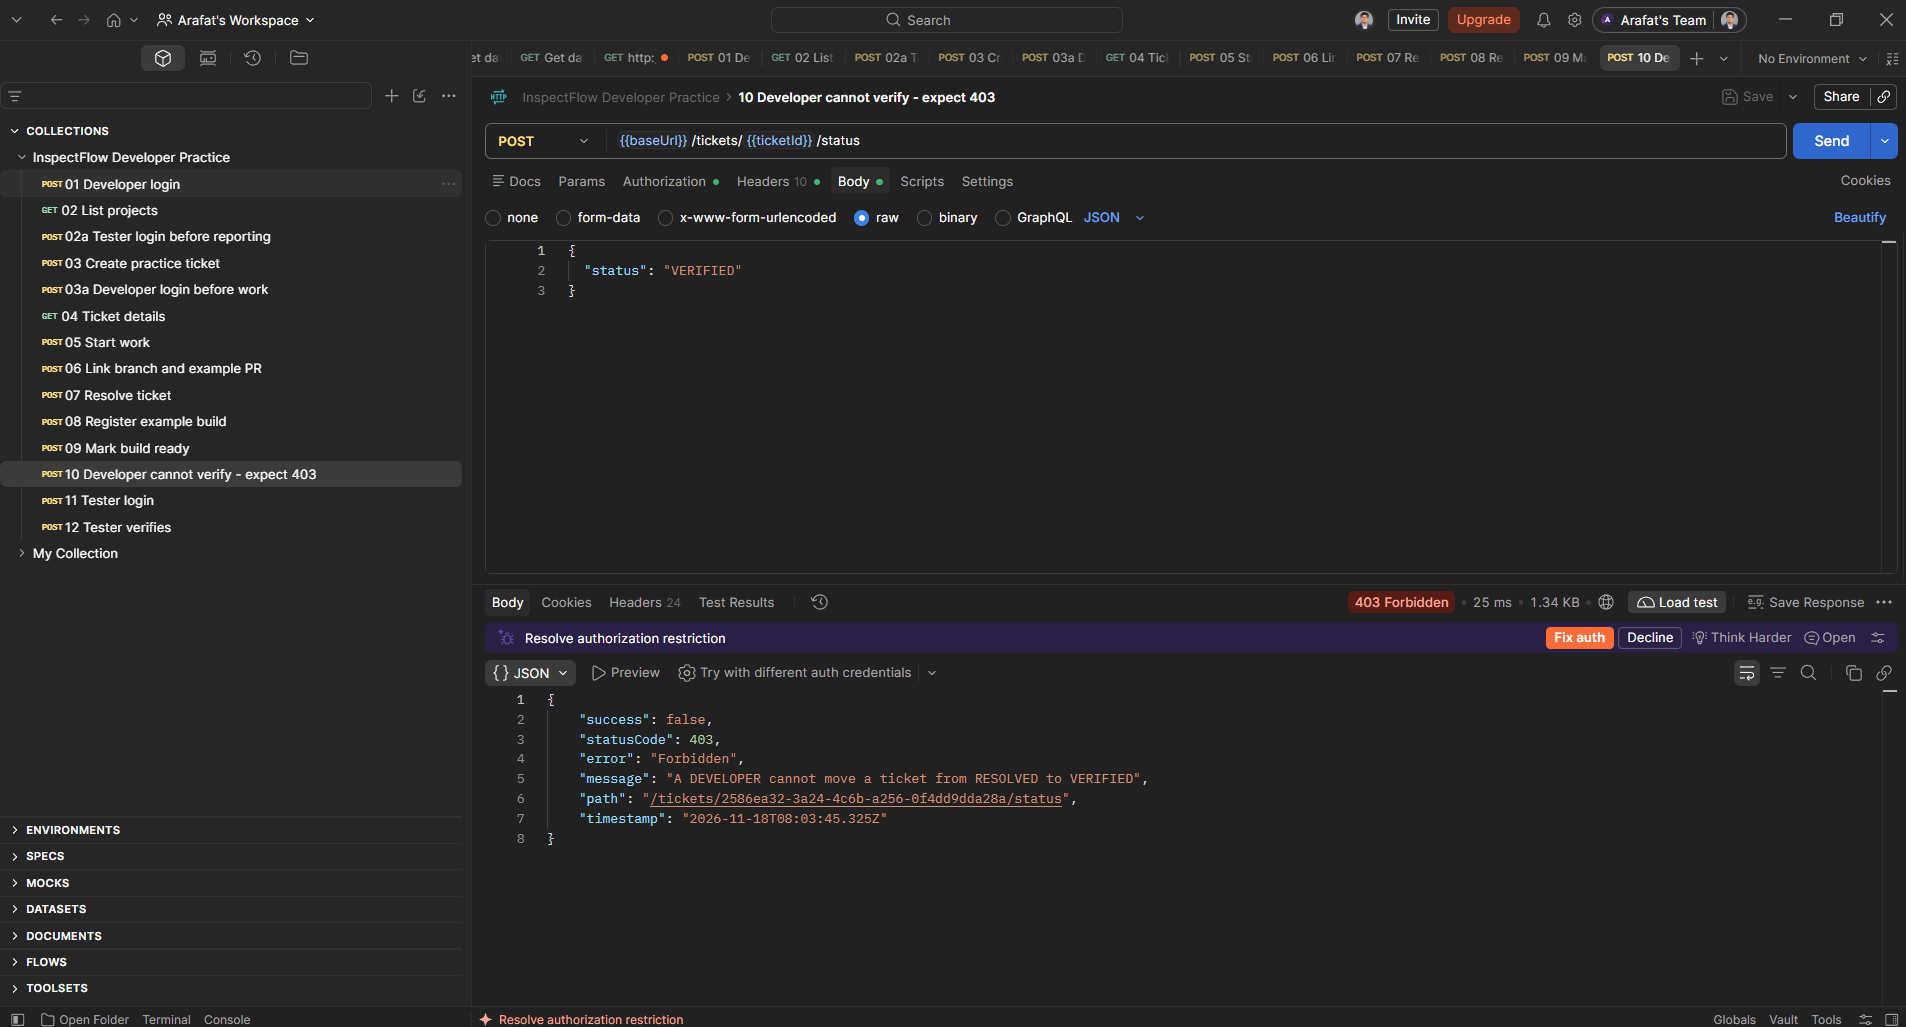 Arafat's Workspace
Search
Invite
Upgrade
Arafat's Team
GET Get da
GET http:
POST 01 De
GET 02 List
POST 02a T
POST 03 Cr
POST 03a D
GET 04 Tick
POST 05 St
POST 06 Lir
POST 07 Re
POST 08 Re
POST 09 Ma
POST 10 De
No Environment
InspectFlow Developer Practice > 10 Developer cannot verify - expect 403
Save
Share
COLLECTIONS
InspectFlow Developer Practice
POST 01 Developer login
GET 02 List projects
POST 02a Tester login before reporting
POST 03 Create practice ticket
POST 03a Developer login before work
GET 04 Ticket details
POST 05 Start work
POST 06 Link branch and example PR
POST 07 Resolve ticket
POST 08 Register example build
POST 09 Mark build ready
POST 10 Developer cannot verify - expect 403
POST 11 Tester login
POST 12 Tester verifies
My Collection
ENVIRONMENTS
SPECS
MOCKS
DATASETS
DOCUMENTS
FLOWS
TOOLSETS
POST
{{baseUrl}} /tickets/ {{ticketId}} /status
Send
Docs Params Authorization Headers 10 Body Scripts Settings
Cookies
none form-data x-www-form-urlencoded raw binary GraphQL JSON
Beautify
1 {
2 "status": "VERIFIED"
3 }
Body Cookies Headers 24 Test Results
403 Forbidden • 25 ms • 1.34 KB
Load test
e.g. Save Response
Resolve authorization restriction
Fix auth
Decline
Think Harder
Open
{} JSON
Preview
Try with different auth credentials
1 {
2 "success": false,
3 "statusCode": 403,
4 "error": "Forbidden",
5 "message": "A DEVELOPER cannot move a ticket from RESOLVED to VERIFIED",
6 "path": "/tickets/2586ea32-3a24-4c6b-a256-0f4dd9dda28a/status",
7 "timestamp": "2026-11-18T08:03:45.325Z"
8 }
Open Folder Terminal Console
Resolve authorization restriction
Globals Vault Tools